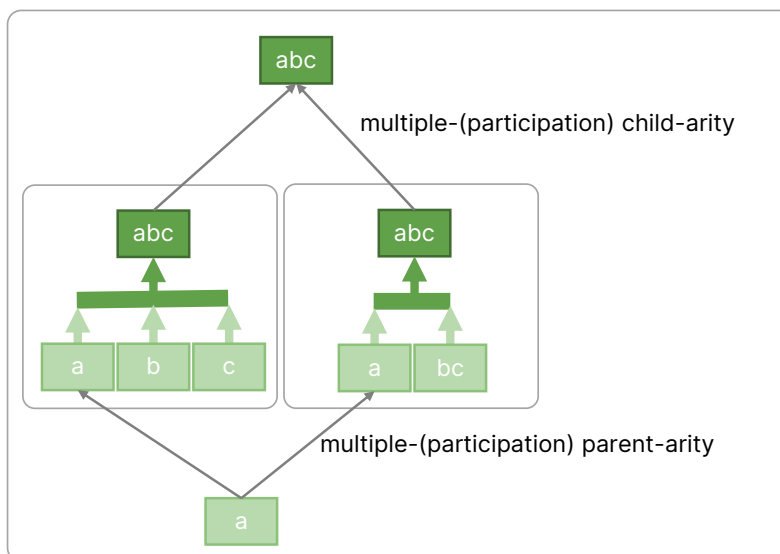 abc
multiple-(participation) child-arity
abc abc
a b c a bc
multiple-(participation) parent-arity
a